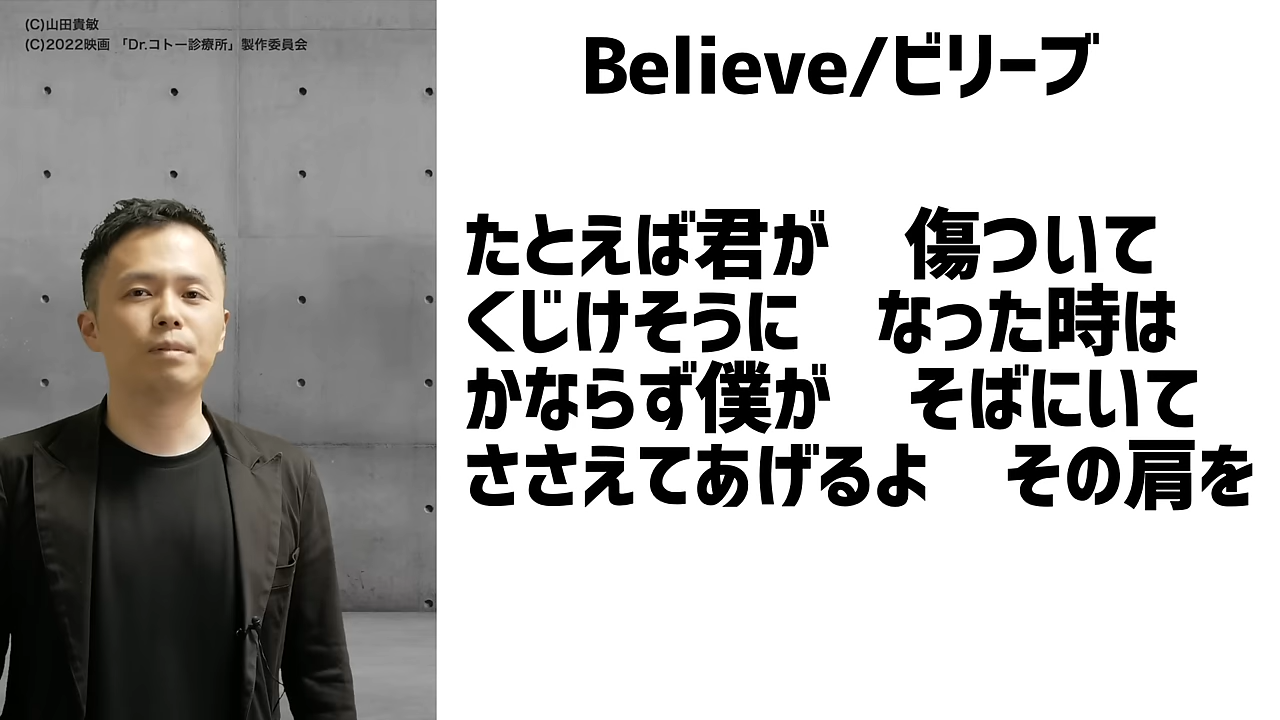 (C)山田貴敏
(C)2022映画 「Dr.コトー診療所」製作委員会
Believe/ビリーブ
たとえば君が　傷ついて
くじけそうに　なった時は
かならず僕が　そばにいて
ささえてあげるよ　その肩を